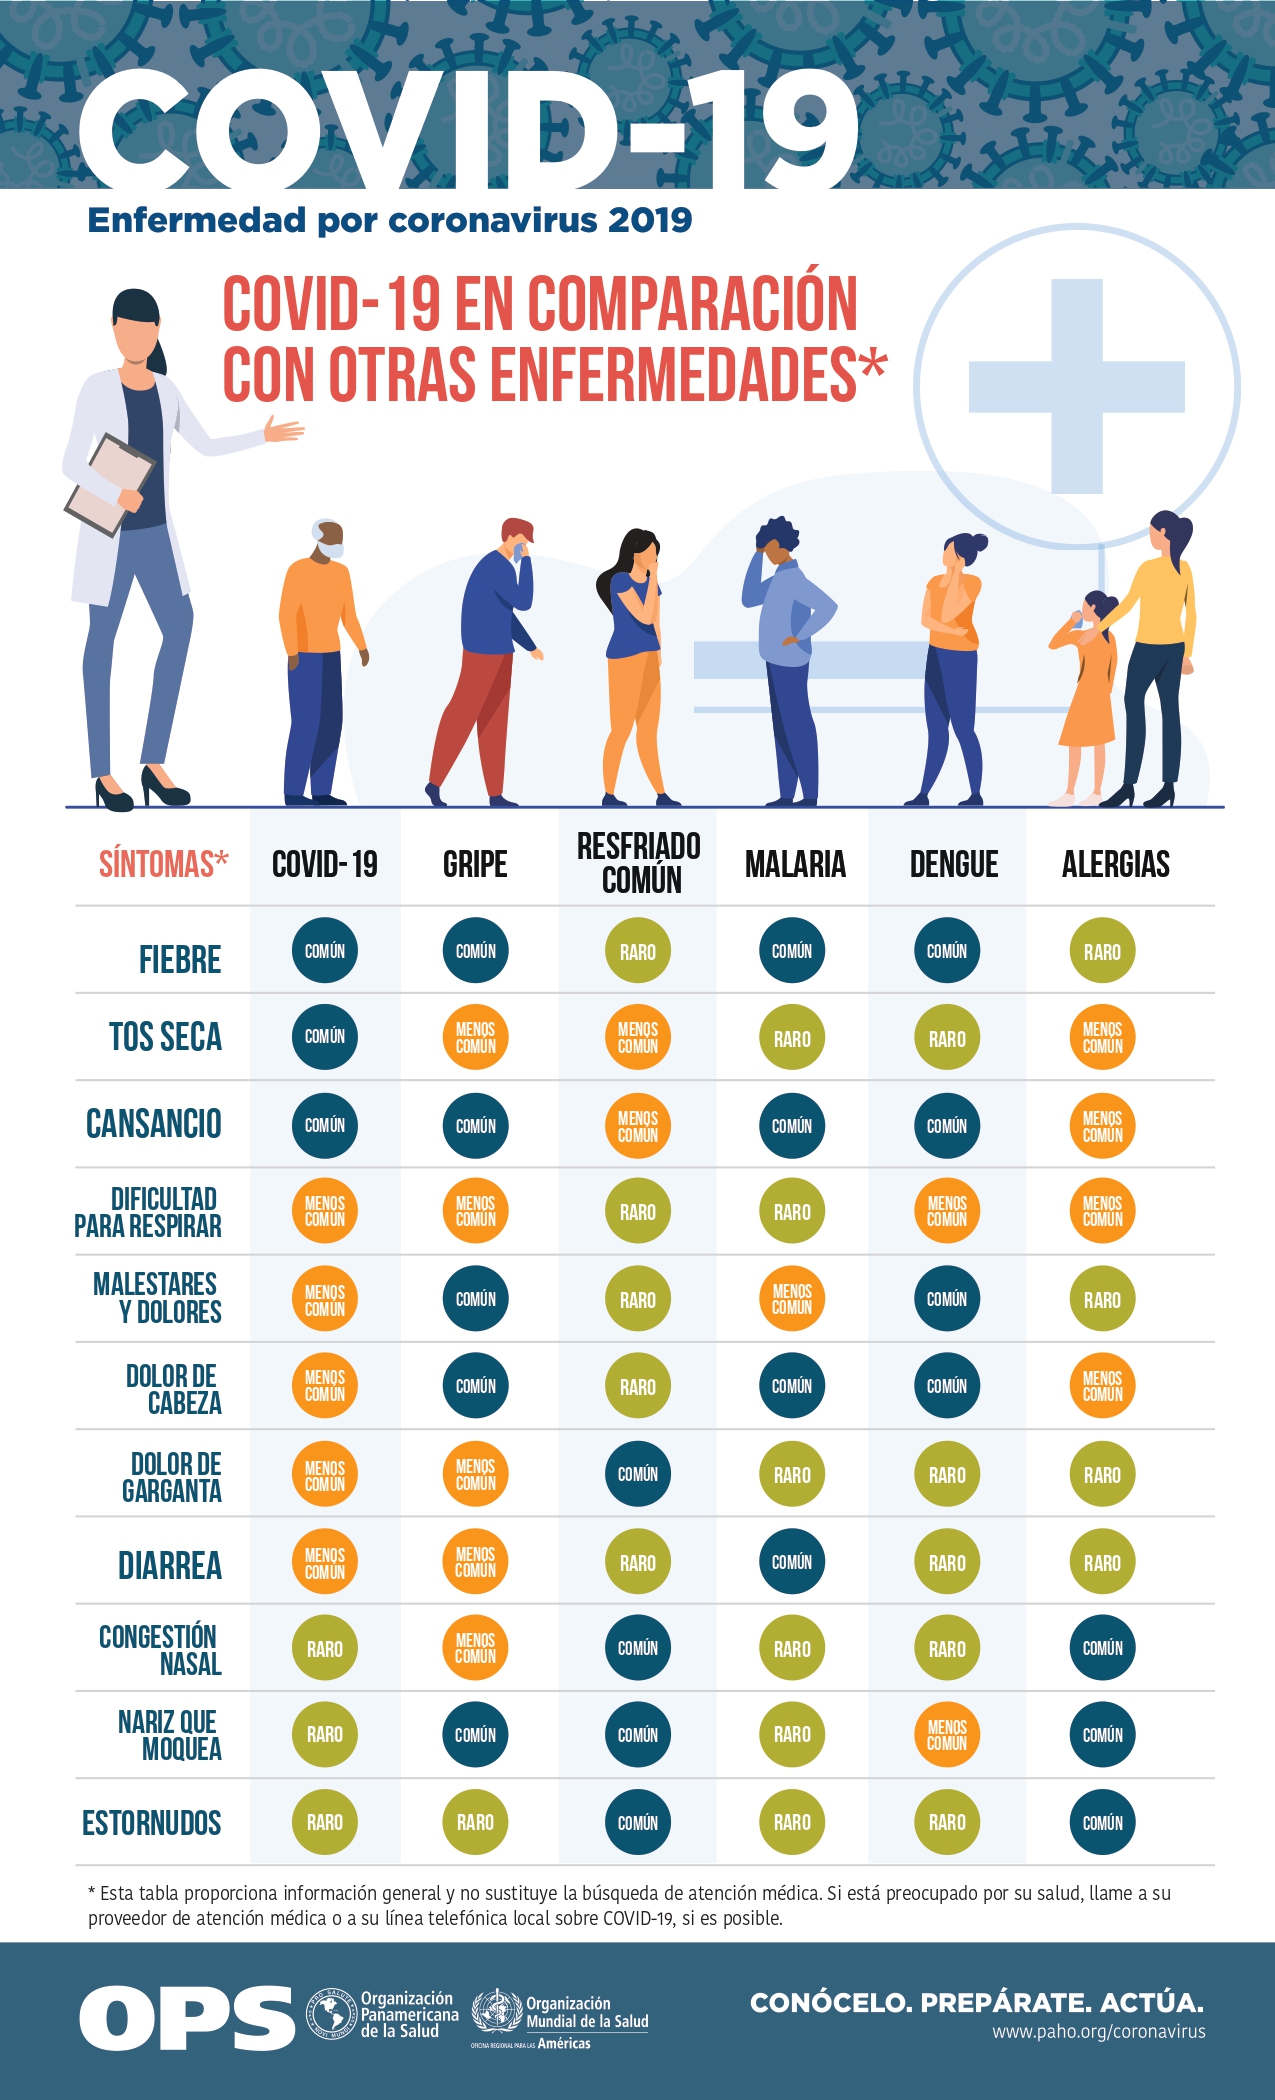 COVID-19
Enfermedad por coronavirus 2019
COVID-19 EN COMPARACIÓN
CON OTRAS ENFERMEDADES*
SÍNTOMAS* COVID-19 GRIPE RESFRIADO COMÚN MALARIA DENGUE ALERGIAS
FIEBRE COMÚN COMÚN RARO COMÚN COMÚN RARO
TOS SECA COMÚN MENOS COMÚN MENOS COMÚN RARO RARO MENOS COMÚN
CANSANCIO COMÚN COMÚN MENOS COMÚN COMÚN COMÚN MENOS COMÚN
DIFICULTAD PARA RESPIRAR MENOS COMÚN MENOS COMÚN RARO RARO MENOS COMÚN MENOS COMÚN
MALESTARES Y DOLORES MENOS COMÚN COMÚN RARO MENOS COMÚN COMÚN RARO
DOLOR DE CABEZA MENOS COMÚN COMÚN RARO COMÚN COMÚN MENOS COMÚN
DOLOR DE GARGANTA MENOS COMÚN MENOS COMÚN COMÚN RARO RARO RARO
DIARREA MENOS COMÚN MENOS COMÚN RARO COMÚN RARO RARO
CONGESTIÓN NASAL RARO MENOS COMÚN COMÚN RARO RARO COMÚN
NARIZ QUE MOQUEA RARO COMÚN COMÚN RARO MENOS COMÚN COMÚN
ESTORNUDOS RARO RARO COMÚN RARO RARO COMÚN
* Esta tabla proporciona información general y no sustituye la búsqueda de atención médica. Si está preocupado por su salud, llame a su
proveedor de atención médica o a su línea telefónica local sobre COVID-19, si es posible.
OPS
Organización
Panamericana
de la Salud
Organización
Mundial de la Salud
OFICINA REGIONAL PARA LAS Américas
CONÓCELO. PREPÁRATE. ACTÚA.
www.paho.org/coronavirus